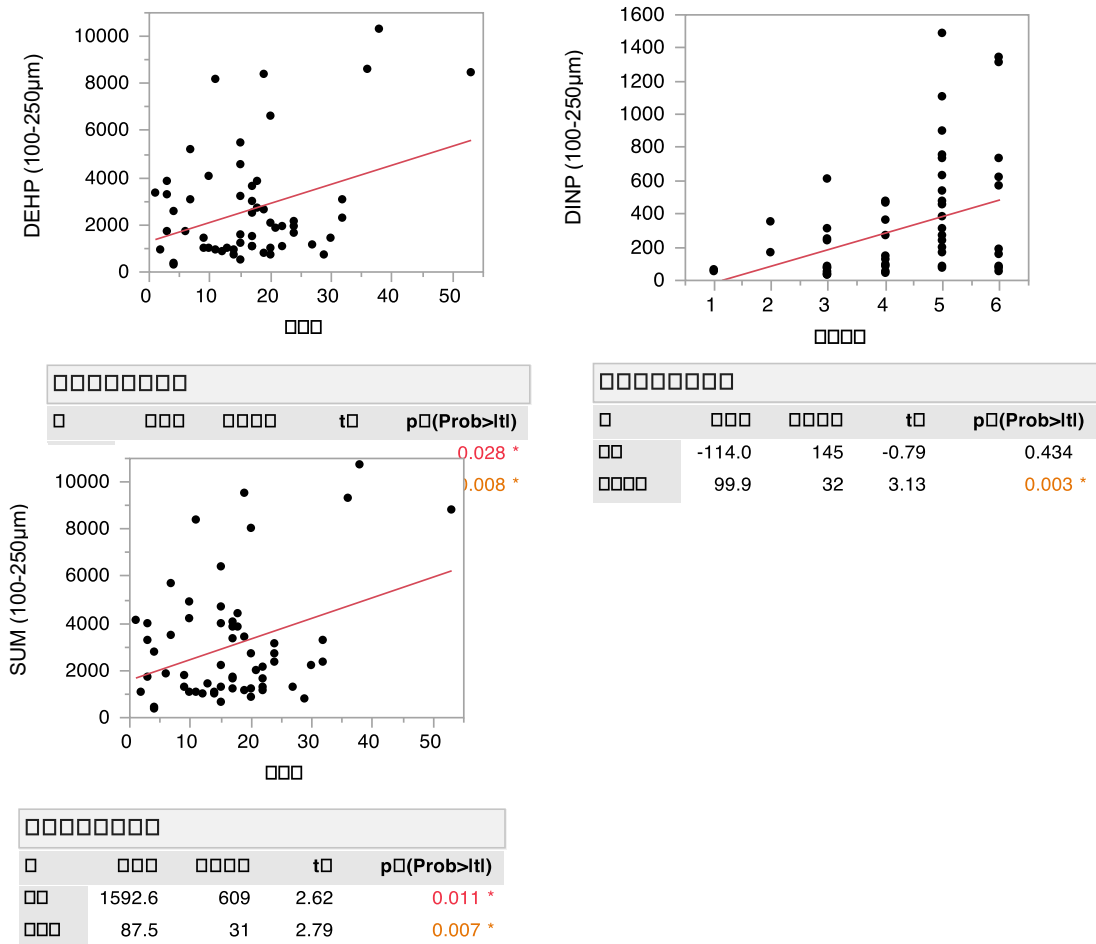 DEHP (100-250µm)
10000
8000
6000
4000
2000
0
0 10 20 30 40 50
□□□
DINP (100-250µm)
1600
1400
1200
1000
800
600
400
200
0
1 2 3 4 5 6
□□□□
□□□□□□□□
□ □□□ □□□□ t□ p□(Prob>|t|)
0.028 *
0.008 *
□□□□□□□□
□ □□□ □□□□ t□ p□(Prob>|t|)
□□ -114.0 145 -0.79 0.434
□□□□ 99.9 32 3.13 0.003 *
SUM (100-250µm)
10000
8000
6000
4000
2000
0
0 10 20 30 40 50
□□□
□□□□□□□□
□ □□□ □□□□ t□ p□(Prob>|t|)
□□ 1592.6 609 2.62 0.011 *
□□□ 87.5 31 2.79 0.007 *